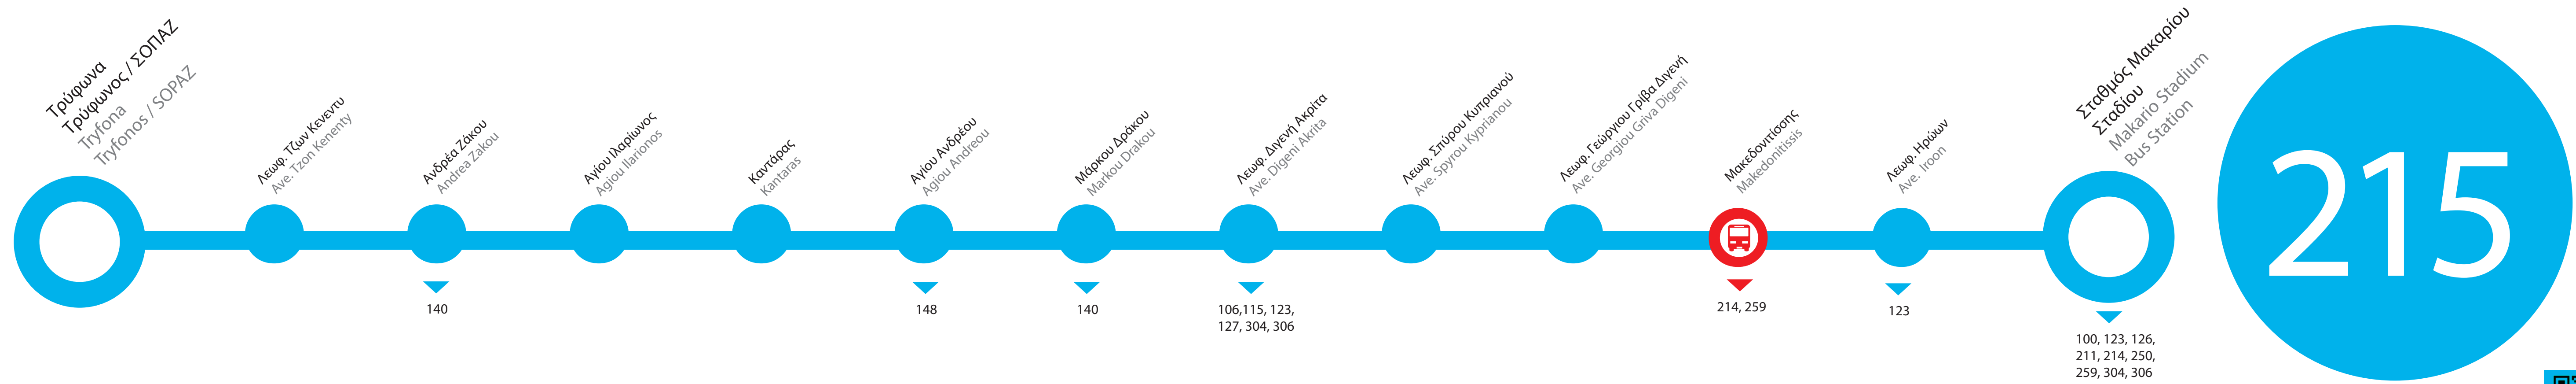 Τρύφωνα
Τρύφωνος / ΣΟΠΑΖ
Tryfona
Tryfonos / SOPAZ
Λεωφ. Τζων Κενεντυ
Ave. Tzon Kenenty
Ανδρέα Ζάκου
Andrea Zakou
140
Αγίου Ιλαρίωνος
Agiou Ilarionos
Καντάρας
Kantaras
Αγίου Ανδρέου
Agiou Andreou
148
Μάρκου Δράκου
Markou Drakou
140
Λεωφ. Διγενή Ακρίτα
Ave. Digeni Akrita
106,115, 123,
127, 304, 306
Λεωφ. Σπύρου Κυπριανού
Ave. Spyrou Kyprianou
Λεωφ. Γεώργιου Γρίβα Διγενή
Ave. Georgiou Griva Digeni
Μακεδονιτίσσης
Makedonitissis
214, 259
Λεωφ. Ηρώων
Ave. Iroon
123
Σταθμός Μακαρίου
Σταδίου
Makario Stadium
Bus Station
100, 123, 126,
211, 214, 250,
259, 304, 306
215